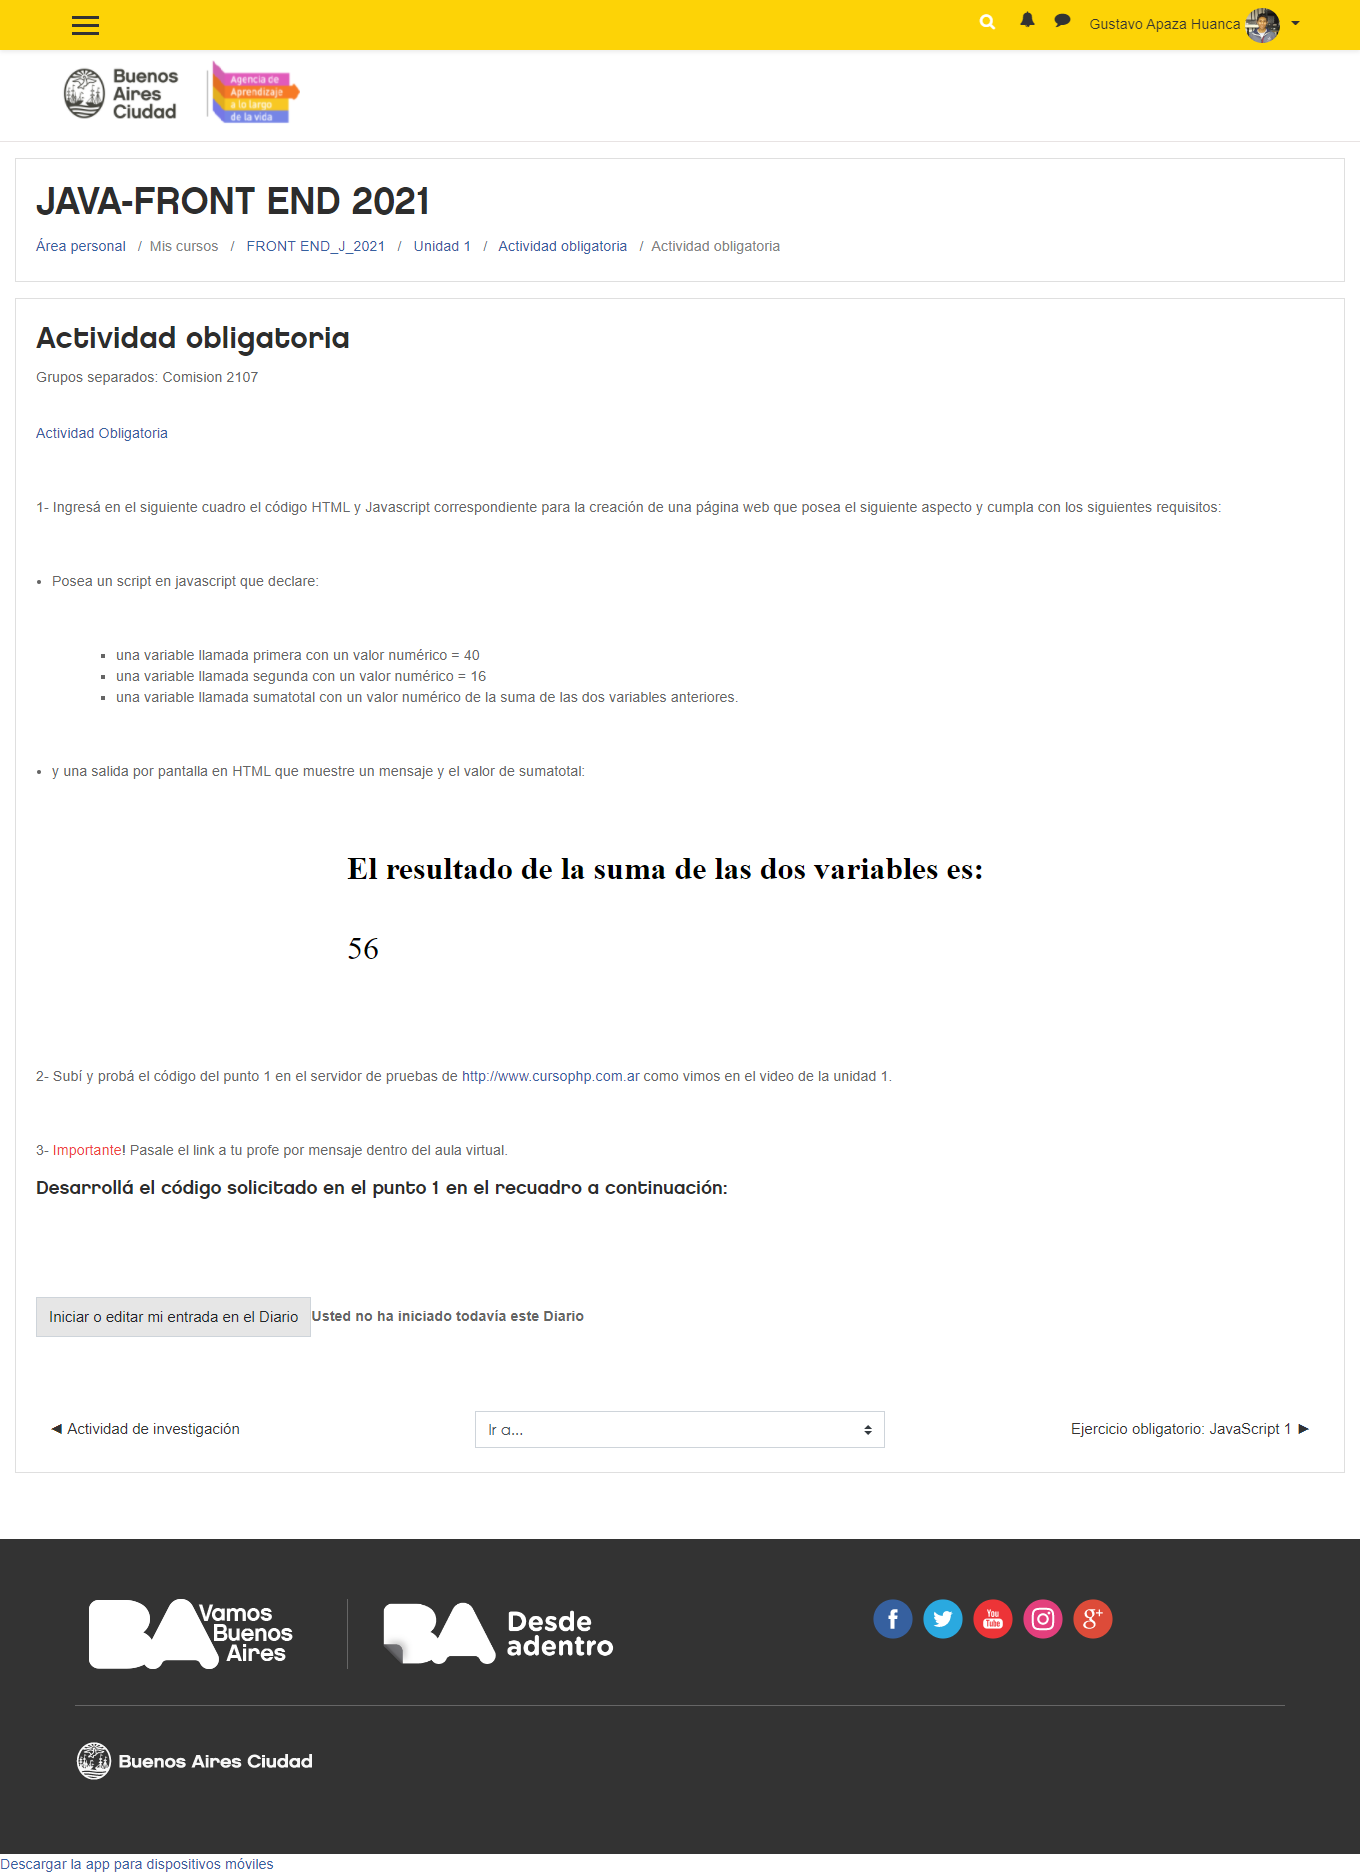 Gustavo Apaza Huanca
Buenos
Aires
Ciudad
Agencia de
Aprendizaje
a lo largo
de la vida
JAVA-FRONT END 2021
Área personal / Mis cursos / FRONT END_J_2021 / Unidad 1 / Actividad obligatoria / Actividad obligatoria
Actividad obligatoria
Grupos separados: Comision 2107
Actividad Obligatoria
1- Ingresá en el siguiente cuadro el código HTML y Javascript correspondiente para la creación de una página web que posea el siguiente aspecto y cumpla con los siguientes requisitos:
• Posea un script en javascript que declare:
▪ una variable llamada primera con un valor numérico = 40
▪ una variable llamada segunda con un valor numérico = 16
▪ una variable llamada sumatotal con un valor numérico de la suma de las dos variables anteriores.
• y una salida por pantalla en HTML que muestre un mensaje y el valor de sumatotal:
El resultado de la suma de las dos variables es:
56
2- Subí y probá el código del punto 1 en el servidor de pruebas de http://www.cursophp.com.ar como vimos en el video de la unidad 1.
3- Importante! Pasale el link a tu profe por mensaje dentro del aula virtual.
Desarrollá el código solicitado en el punto 1 en el recuadro a continuación:
Iniciar o editar mi entrada en el Diario Usted no ha iniciado todavía este Diario
◄ Actividad de investigación
Ir a...
Ejercicio obligatorio: JavaScript 1 ►
BA Vamos
Buenos
Aires
BA Desde
adentro
f
You
Tube
g+
Buenos Aires Ciudad
Descargar la app para dispositivos móviles